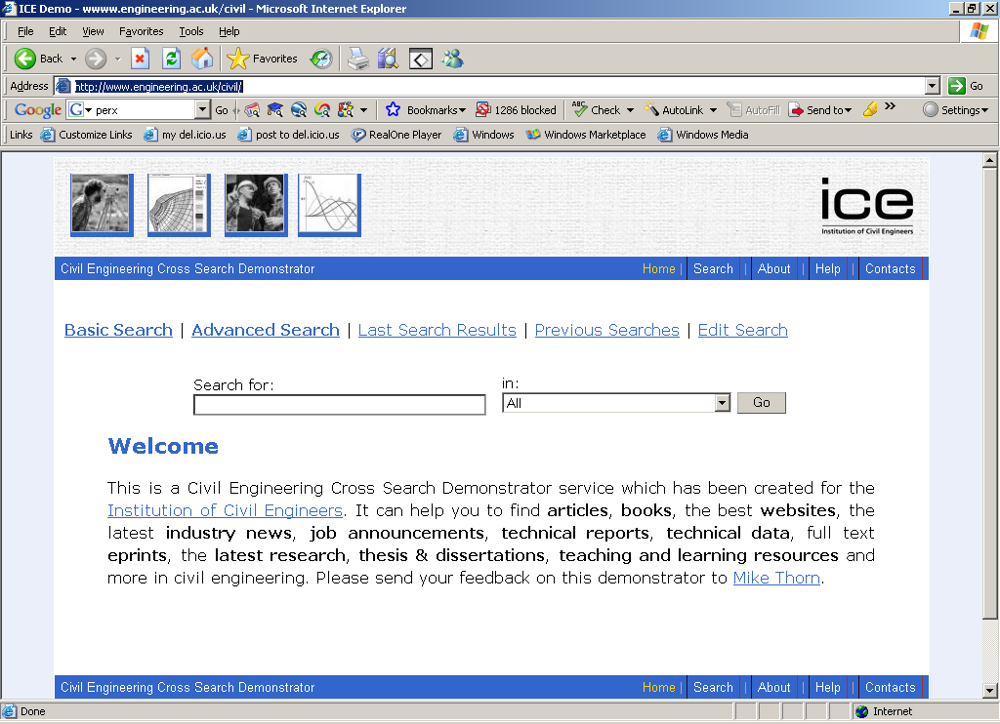 ICE Demo - wwww.engineering.ac.uk/civil - Microsoft Internet Explorer
File Edit View Favorites Tools Help
Back Favorites
Address http://www.engineering.ac.uk/civil/ Go
Google G perx Go Bookmarks 1286 blocked ABC Check AutoLink AutoFill Send to » Settings
Links Customize Links my del.icio.us post to del.icio.us RealOne Player Windows Windows Marketplace Windows Media
ice
Institution of Civil Engineers
Civil Engineering Cross Search Demonstrator Home | Search | About | Help | Contacts
Basic Search | Advanced Search | Last Search Results | Previous Searches | Edit Search
Search for: in:
All Go
Welcome
This is a Civil Engineering Cross Search Demonstrator service which has been created for the
Institution of Civil Engineers. It can help you to find articles, books, the best websites, the
latest industry news, job announcements, technical reports, technical data, full text
eprints, the latest research, thesis & dissertations, teaching and learning resources and
more in civil engineering. Please send your feedback on this demonstrator to Mike Thorn.
Civil Engineering Cross Search Demonstrator Home | Search | About | Help | Contacts
Done Internet